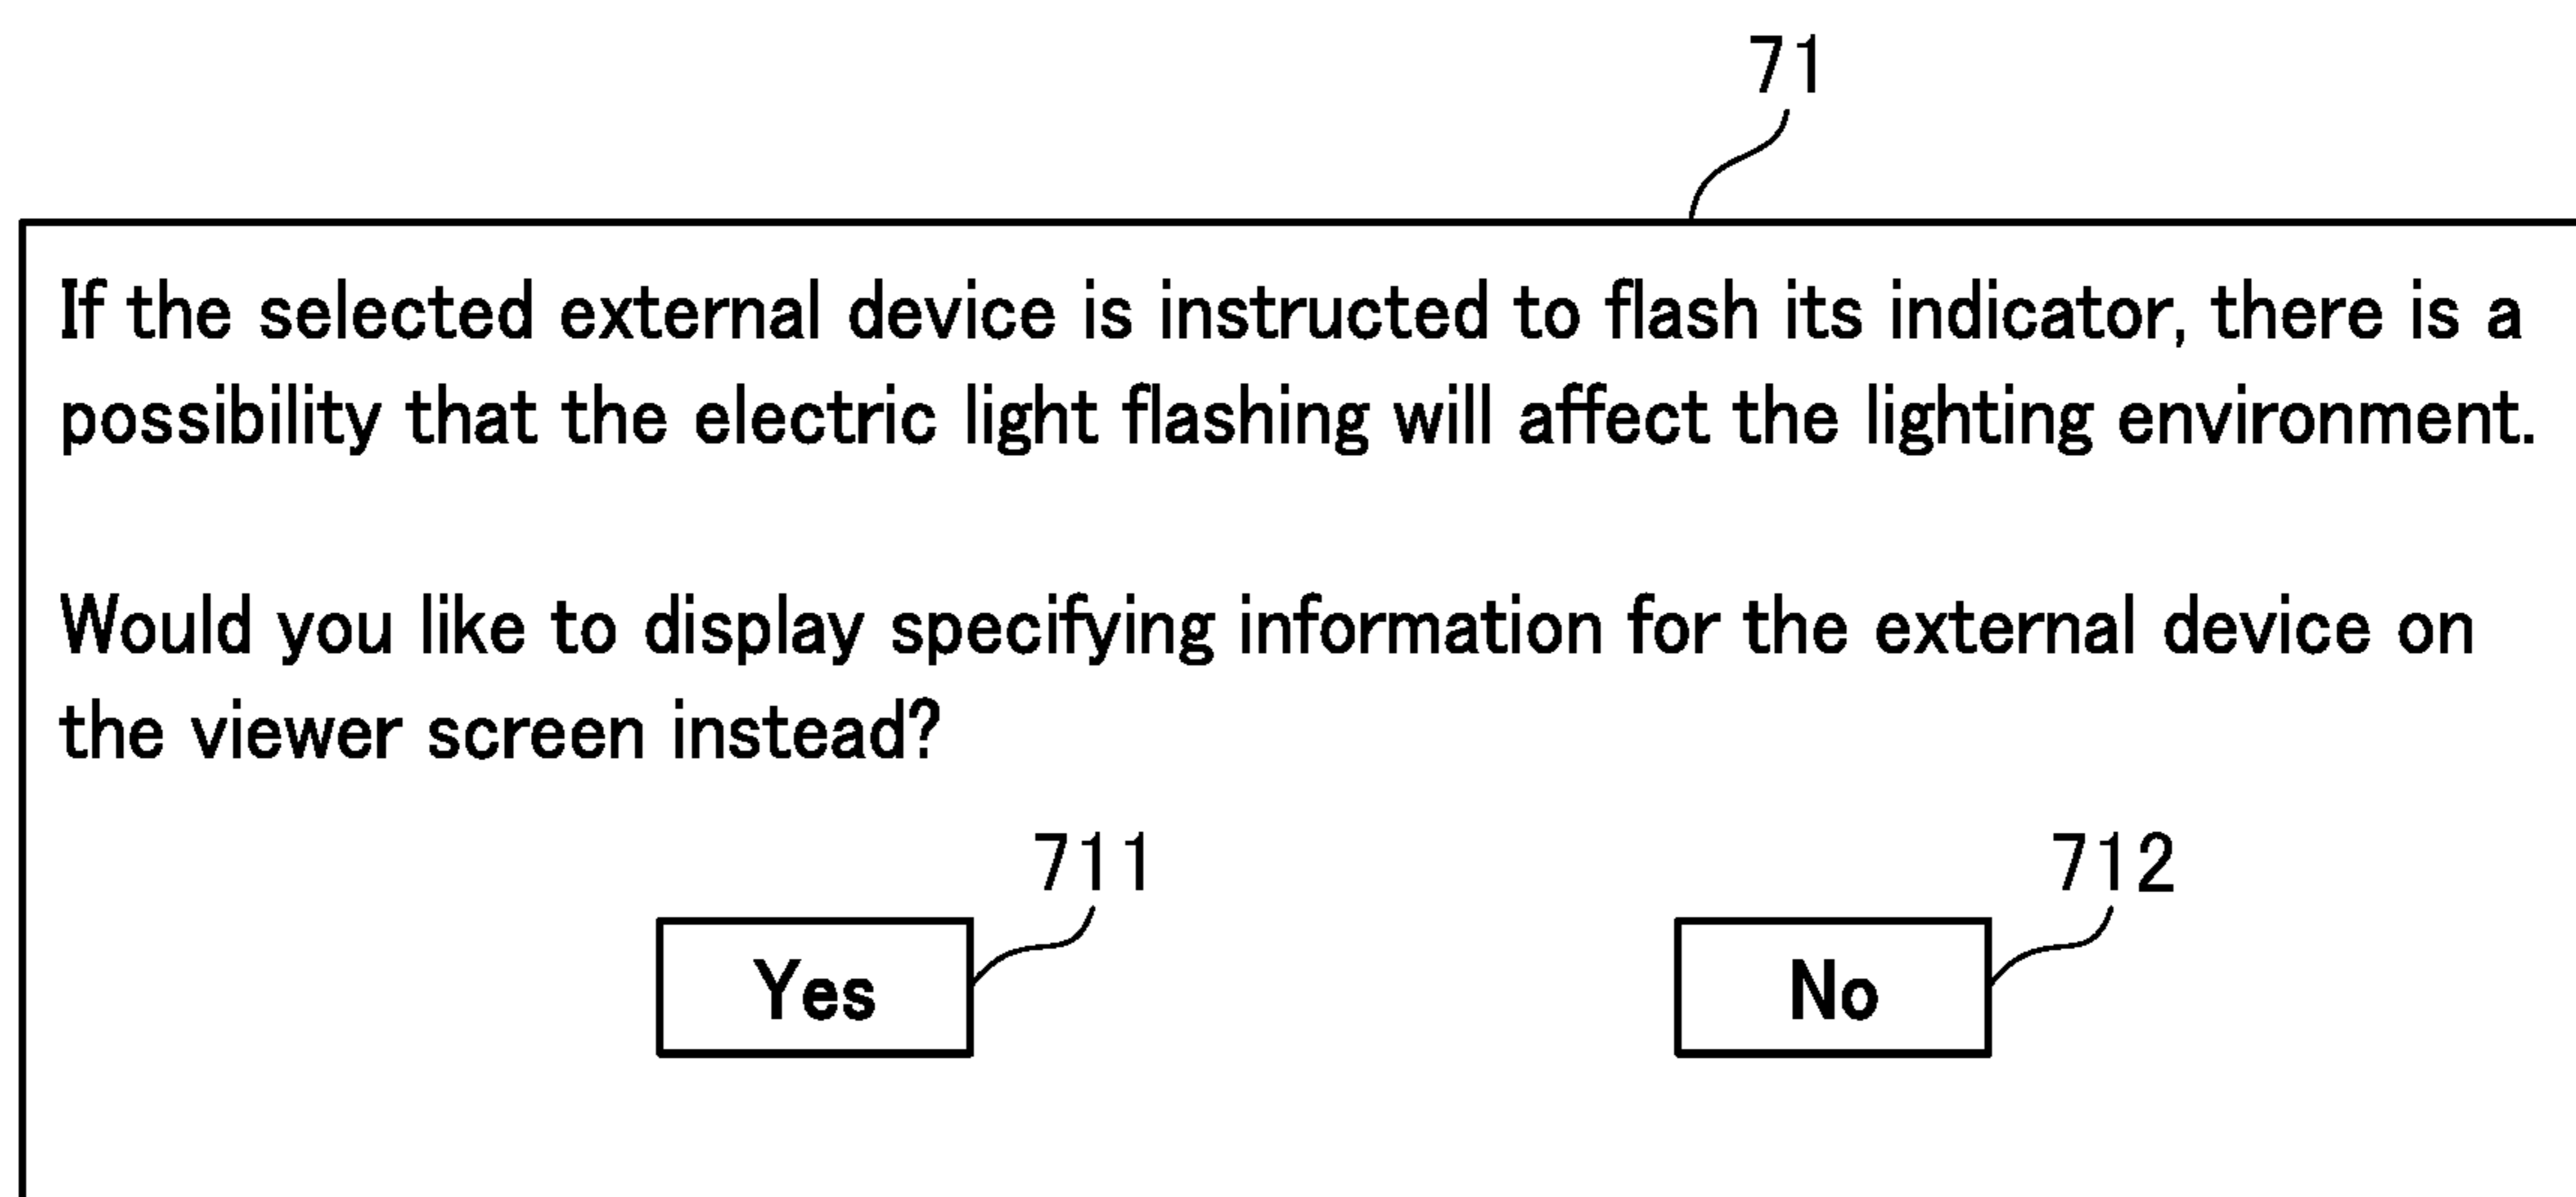 71
If the selected external device is instructed to flash its indicator, there is a
possibility that the electric light flashing will affect the lighting environment.
Would you like to display specifying information for the external device on
the viewer screen instead?
711
712
Yes
No